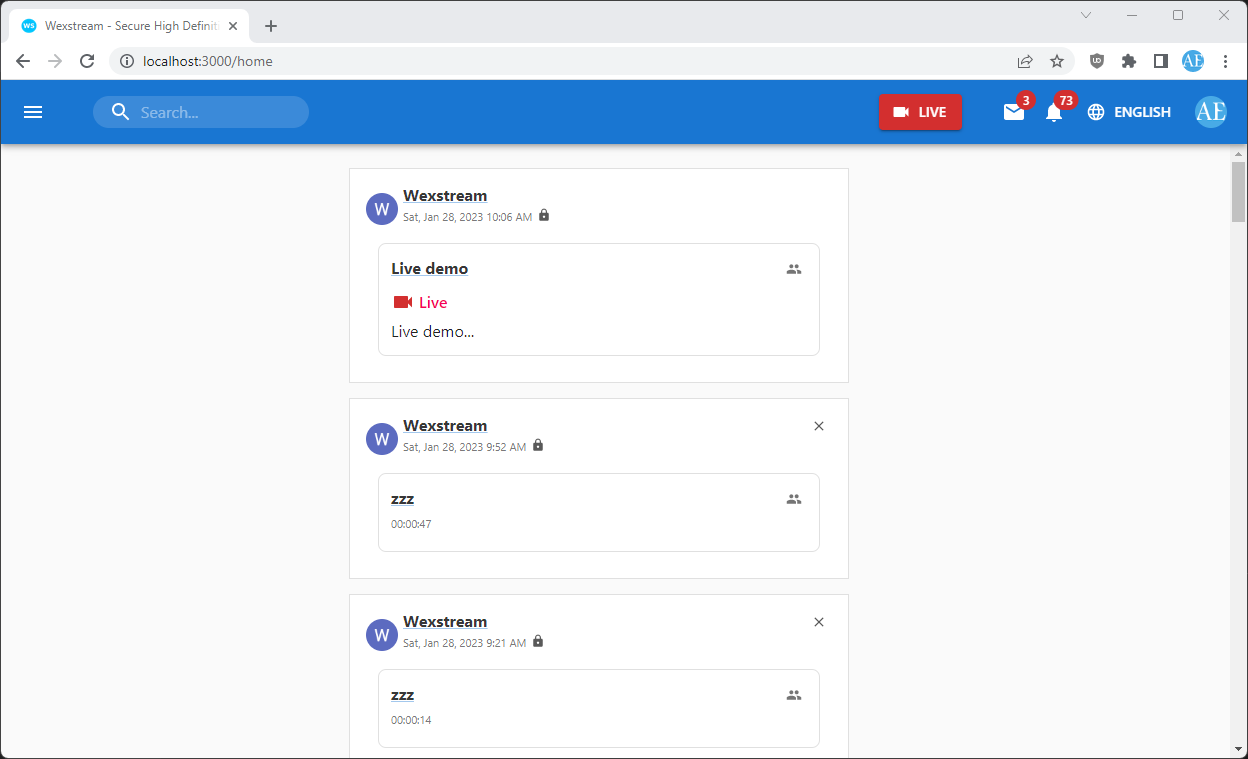 WS Wexstream - Secure High Definit
localhost:3000/home
AE
Search...
LIVE
3
73
ENGLISH
AE
W
Wexstream
Sat, Jan 28, 2023 10:06 AM
Live demo
Live
Live demo...
W
Wexstream
Sat, Jan 28, 2023 9:52 AM
zzz
00:00:47
W
Wexstream
Sat, Jan 28, 2023 9:21 AM
zzz
00:00:14